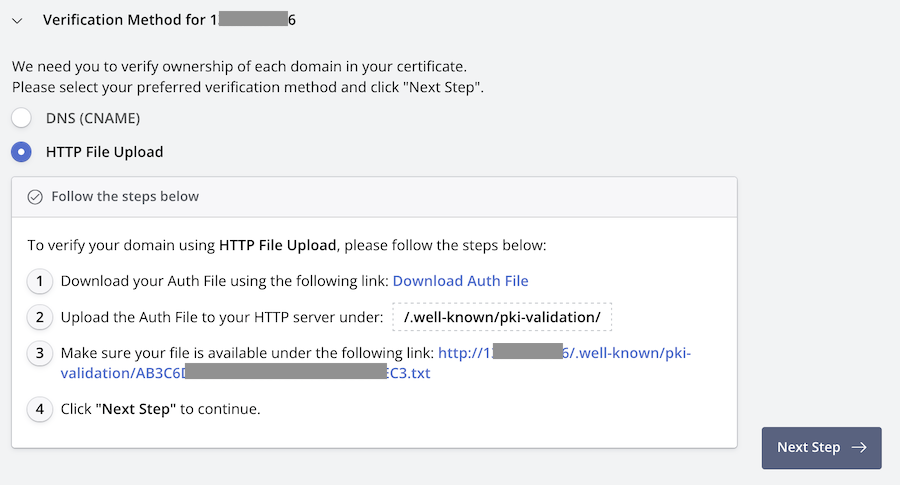 Verification Method for 1 6
We need you to verify ownership of each domain in your certificate.
Please select your preferred verification method and click "Next Step".
DNS (CNAME)
HTTP File Upload
Follow the steps below
To verify your domain using HTTP File Upload, please follow the steps below:
1 Download your Auth File using the following link: Download Auth File
2 Upload the Auth File to your HTTP server under: /.well-known/pki-validation/
3 Make sure your file is available under the following link: http://1 6/.well-known/pki-
validation/AB3C6 C3.txt
4 Click "Next Step" to continue.
Next Step →